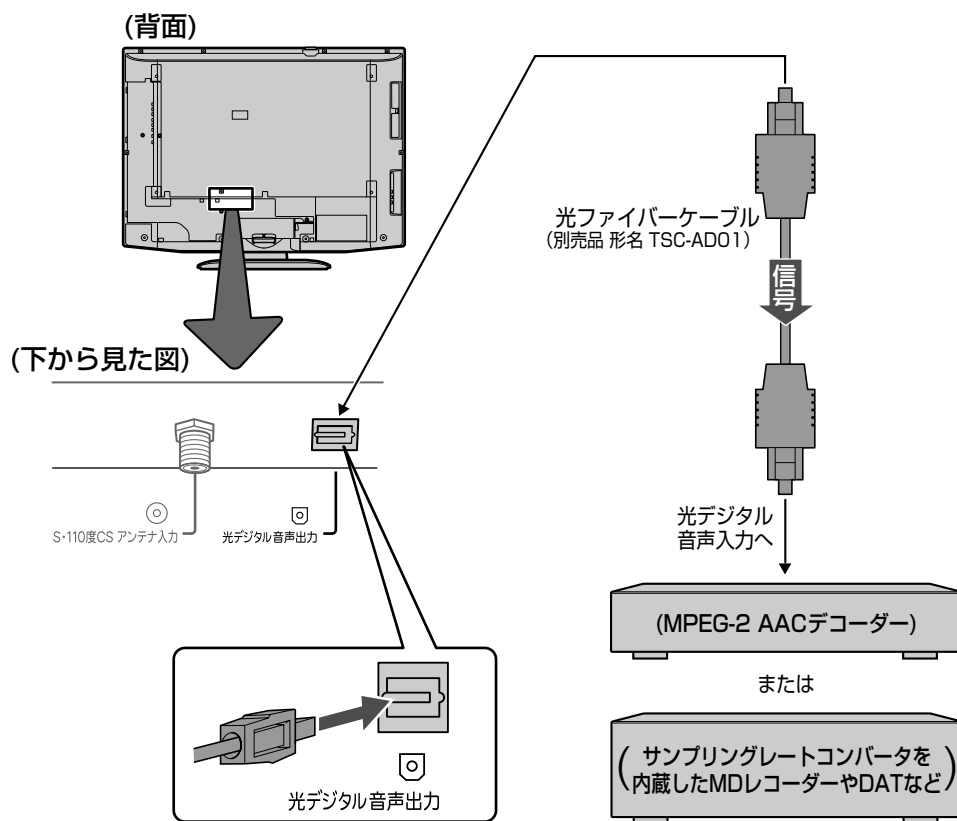 (背面)
光ファイバーケーブル
(別売品 形名 TSC-AD01)
信号
(下から見た図)
S・110度CS アンテナ入力
光デジタル音声出力
光デジタル
音声入力へ
(MPEG-2 AACデコーダー)
または
(サンプリングレートコンバータを
内蔵したMDレコーダーやDATなど)
光デジタル音声出力